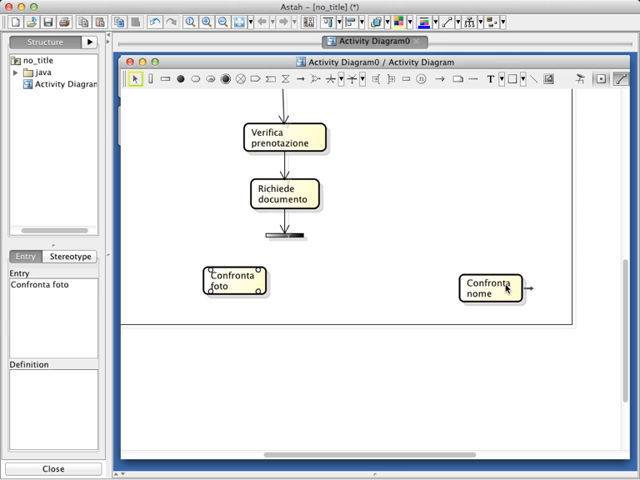 Astah - [no_title] (*)
Structure
no_title
java
Activity Diagran
Entry
Stereotype
Entry
Confronta foto
Definition
Close
Activity Diagram0
Activity Diagram0 / Activity Diagram
T
Verifica
prenotazione
Richiede
documento
Confronta
foto
Confronta
nome